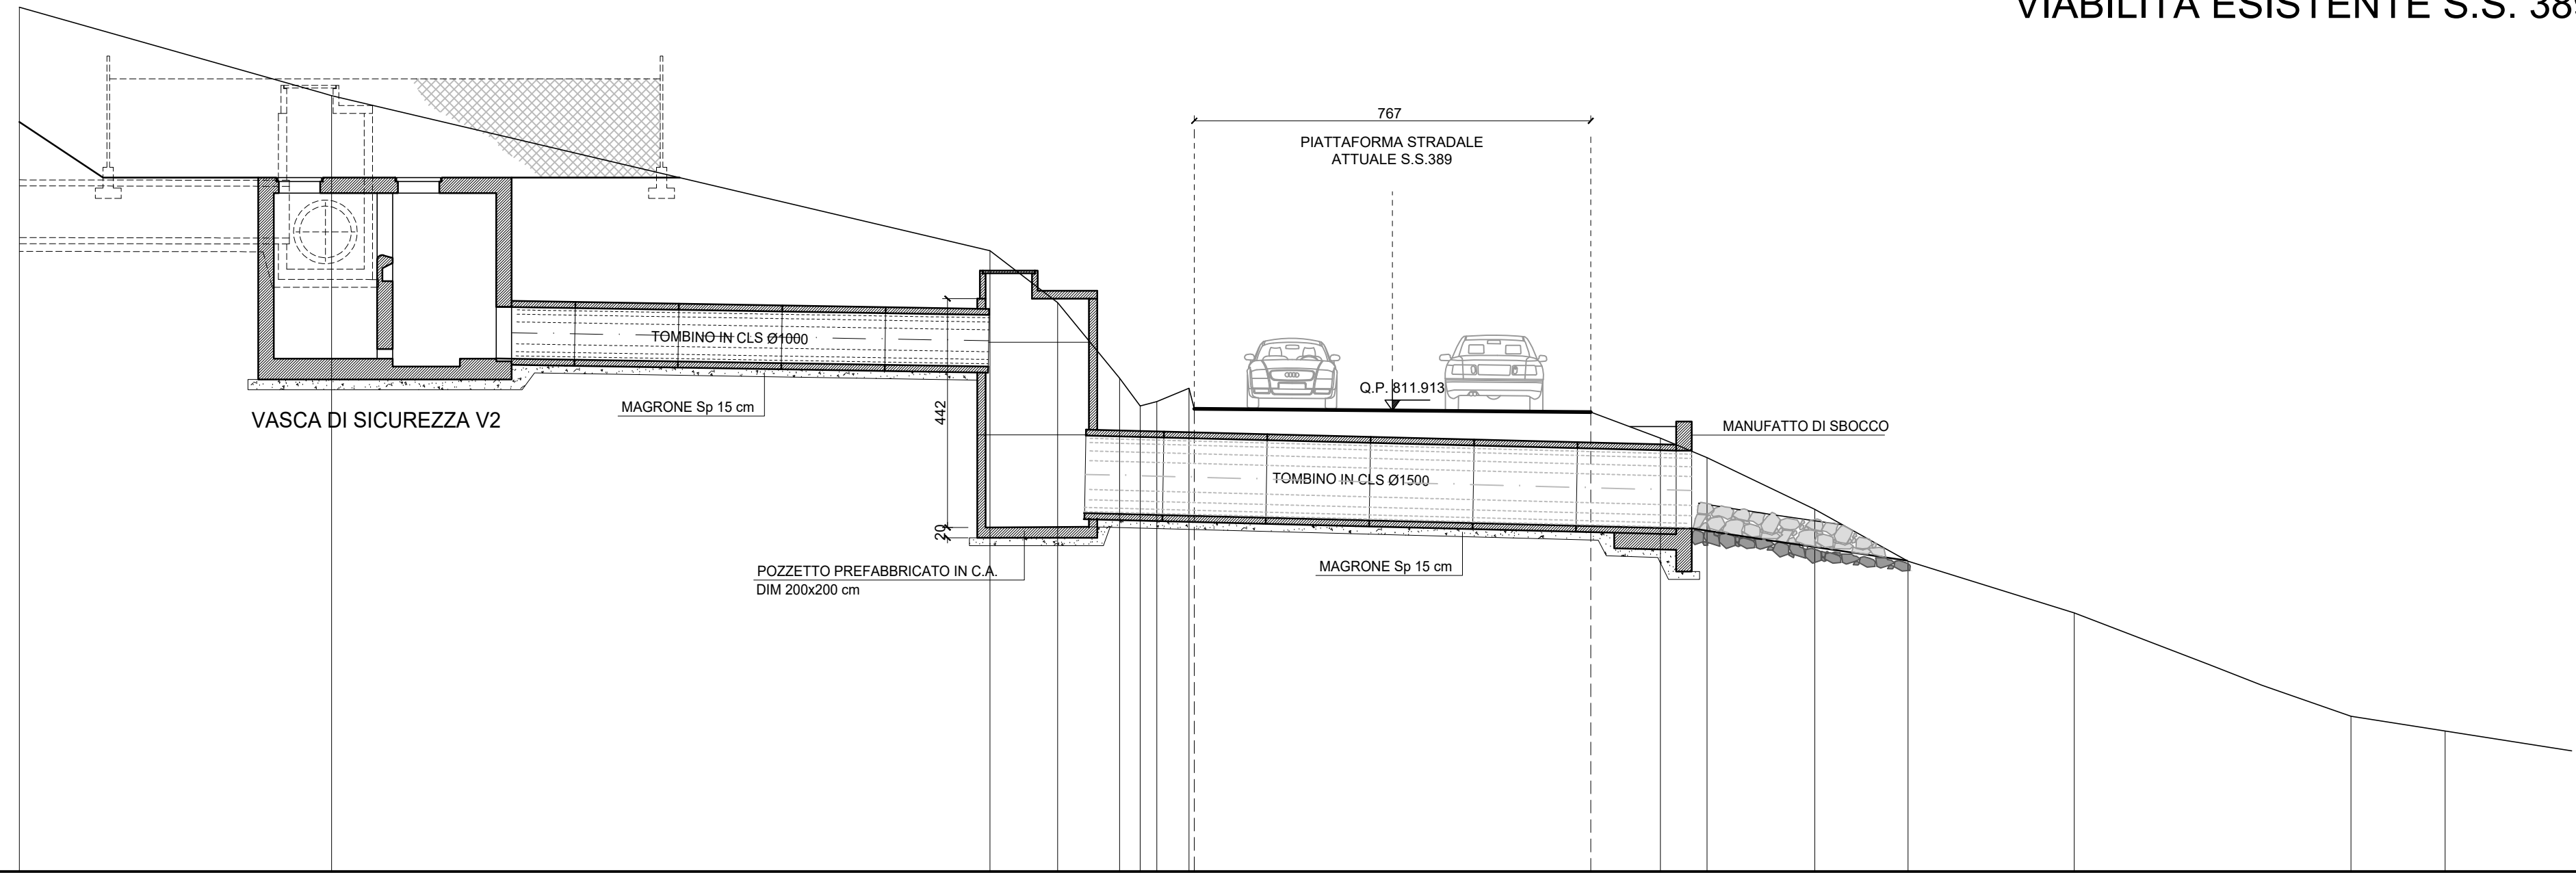 VIABILITÀ ESISTENTE S.S. 389
767
PIATTAFORMA STRADALE
ATTUALE S.S.389
TOMBINO IN CLS Ø1000
Q.P. 811.913
MAGRONE Sp 15 cm
442
VASCA DI SICUREZZA V2
MANUFATTO DI SBOCCO
TOMBINO IN CLS Ø1500
20
POZZETTO PREFABBRICATO IN C.A.
DIM 200x200 cm
MAGRONE Sp 15 cm